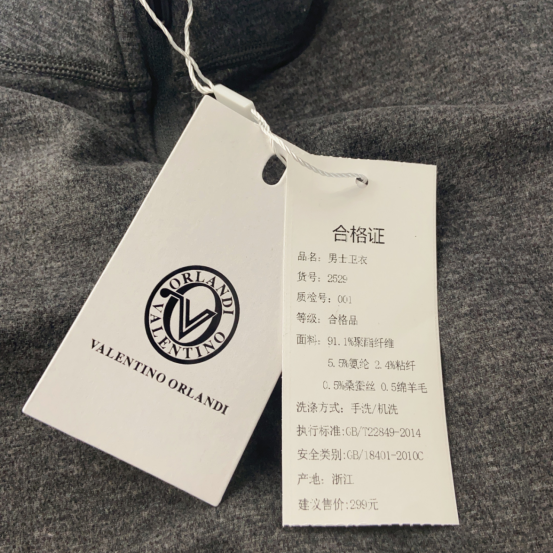 ORLANDI
VALENTINO
VALENTINO ORLANDI
合格证
品名：男士卫衣
货号：2529
质检号：001
等级：合格品
面料：91.1%聚酯纤维
5.5%氨纶 2.4%粘纤
0.5%桑蚕丝 0.5绵羊毛
洗涤方式：手洗/机洗
执行标准:GB/T22849-2014
安全类别:GB/18401-2010C
产地：浙江
建议售价:299元